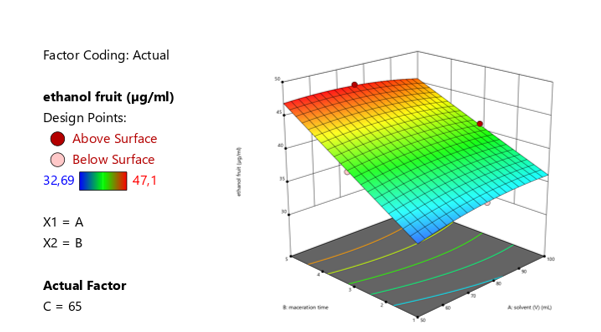 Factor Coding: Actual
ethanol fruit (µg/ml)
Design Points:
Above Surface
Below Surface
32,69 47,1
X1 = A
X2 = B
Actual Factor
C = 65
ethanol fruit (µg/ml)
50
45
40
35
30
5
4
3
2
1
50
60
70
80
90
100
B: maceration time
A: solvent (V) (mL)